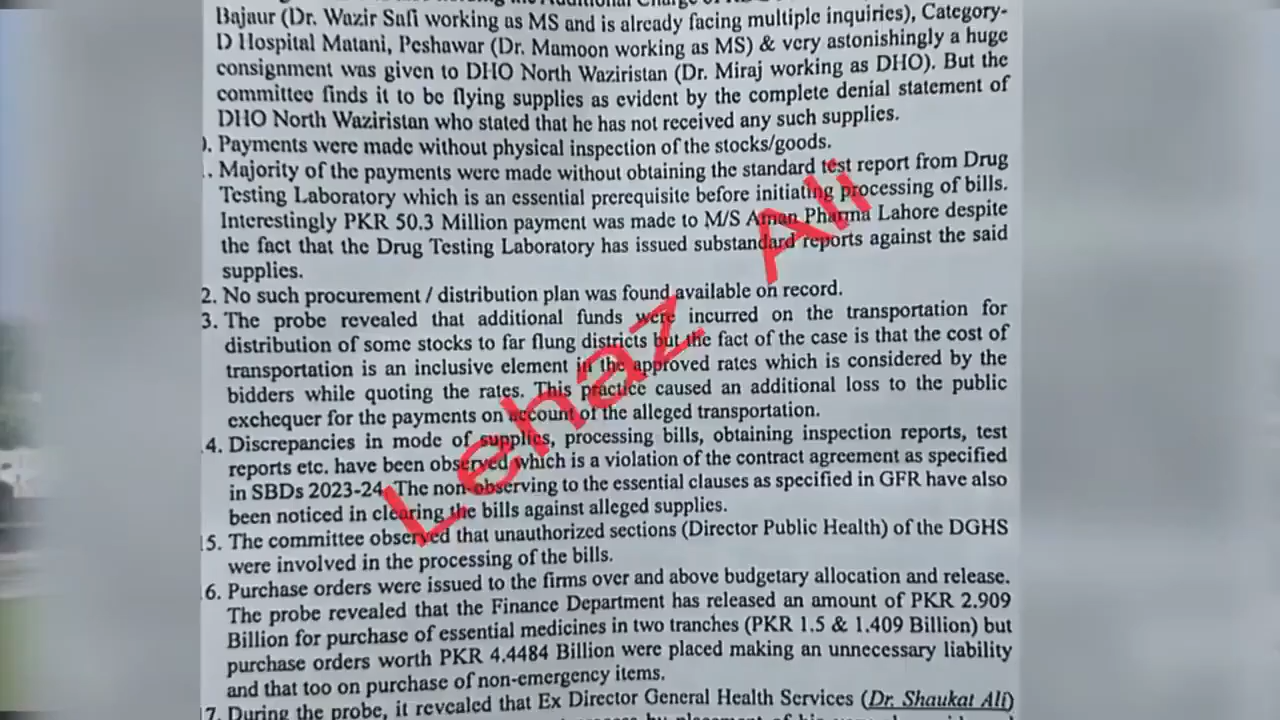 Bajaur (Dr. Wazir Safi working as MS and is already facing multiple inquiries), Category-
D Hospital Matani, Peshawar (Dr. Mamoon working as MS) & very astonishingly a huge
consignment was given to DHO North Waziristan (Dr. Miraj working as DHO). But the
committee finds it to be flying supplies as evident by the complete denial statement of
DHO North Waziristan who stated that he has not received any such supplies.
). Payments were made without physical inspection of the stocks/goods.
. Majority of the payments were made without obtaining the standard test report from Drug
Testing Laboratory which is an essential prerequisite before initiating processing of bills.
Interestingly PKR 50.3 Million payment was made to M/S Aman Pharma Lahore despite
the fact that the Drug Testing Laboratory has issued substandard reports against the said
supplies.
2. No such procurement / distribution plan was found available on record.
3. The probe revealed that additional funds were incurred on the transportation for
distribution of some stocks to far flung districts but the fact of the case is that the cost of
transportation is an inclusive element in the approved rates which is considered by the
bidders while quoting the rates. This practice caused an additional loss to the public
exchequer for the payments on account of the alleged transportation.
.4. Discrepancies in mode of supplies, processing bills, obtaining inspection reports, test
reports etc. have been observed which is a violation of the contract agreement as specified
in SBDs 2023-24. The non-observing to the essential clauses as specified in GFR have also
been noticed in clearing the bills against alleged supplies.
15. The committee observed that unauthorized sections (Director Public Health) of the DGHS
were involved in the processing of the bills.
16. Purchase orders were issued to the firms over and above budgetary allocation and release.
The probe revealed that the Finance Department has released an amount of PKR 2.909
Billion for purchase of essential medicines in two tranches (PKR 1.5 & 1.409 Billion) but
purchase orders worth PKR 4.4484 Billion were placed making an unnecessary liability
and that too on purchase of non-emergency items.
17. During the probe, it revealed that Ex Director General Health Services (Dr. Shaukat Ali)
Lehaz Ali